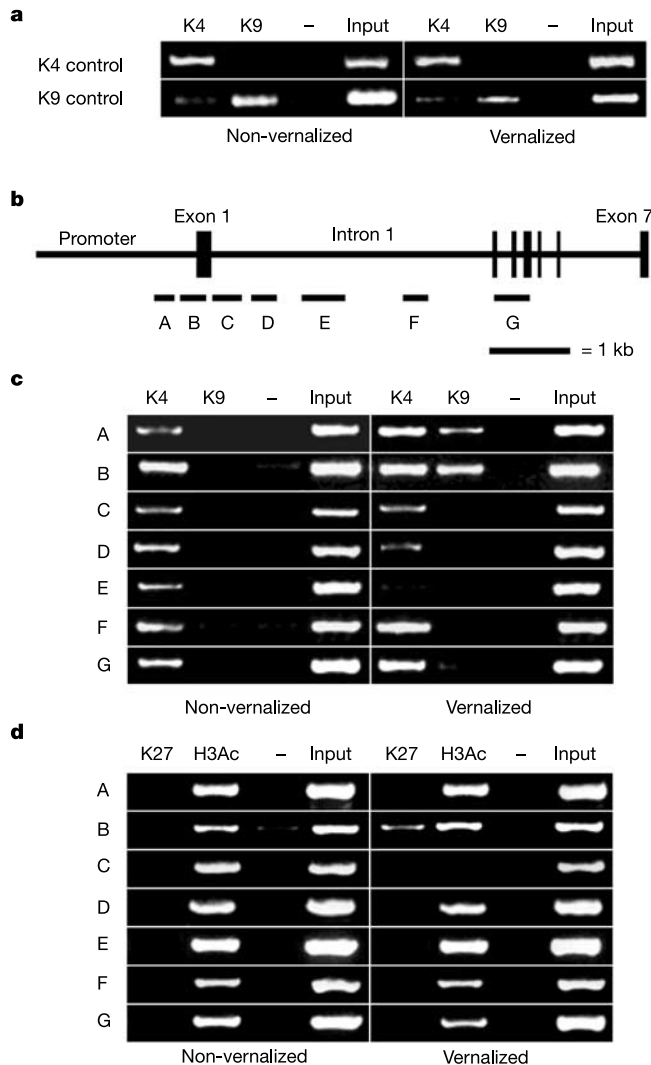 a
K4 K9 – Input K4 K9 – Input
K4 control
K9 control
Non-vernalized Vernalized
b
Exon 1 Exon 7
Promoter Intron 1
A B C D E F G
= 1 kb
c
K4 K9 – Input K4 K9 – Input
A
B
C
D
E
F
G
Non-vernalized Vernalized
d
K27 H3Ac – Input K27 H3Ac – Input
A
B
C
D
E
F
G
Non-vernalized Vernalized